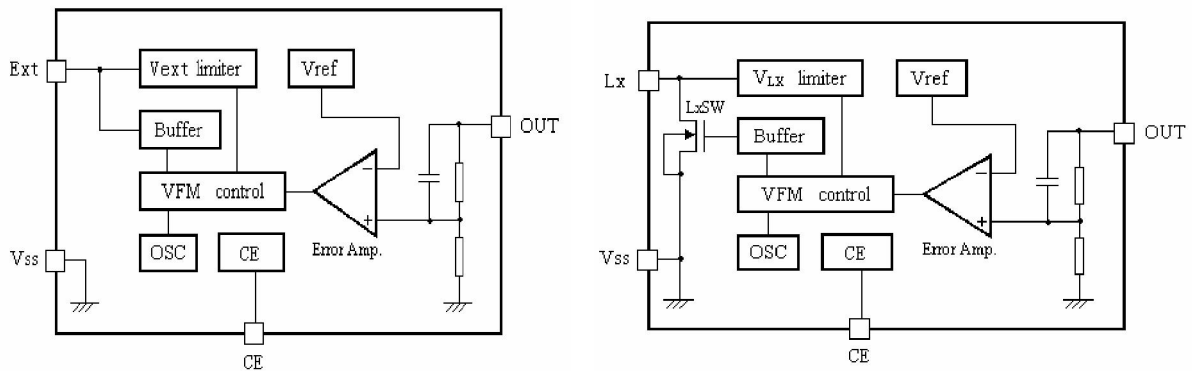 Ext
Vext limiter
Vref
Buffer
OUT
−
VFM control
+
Vss
OSC
CE
Error Amp.
CE
Lx
VLx limiter
Vref
LxSW
Buffer
OUT
−
VFM control
+
Vss
OSC
CE
Error Amp.
CE